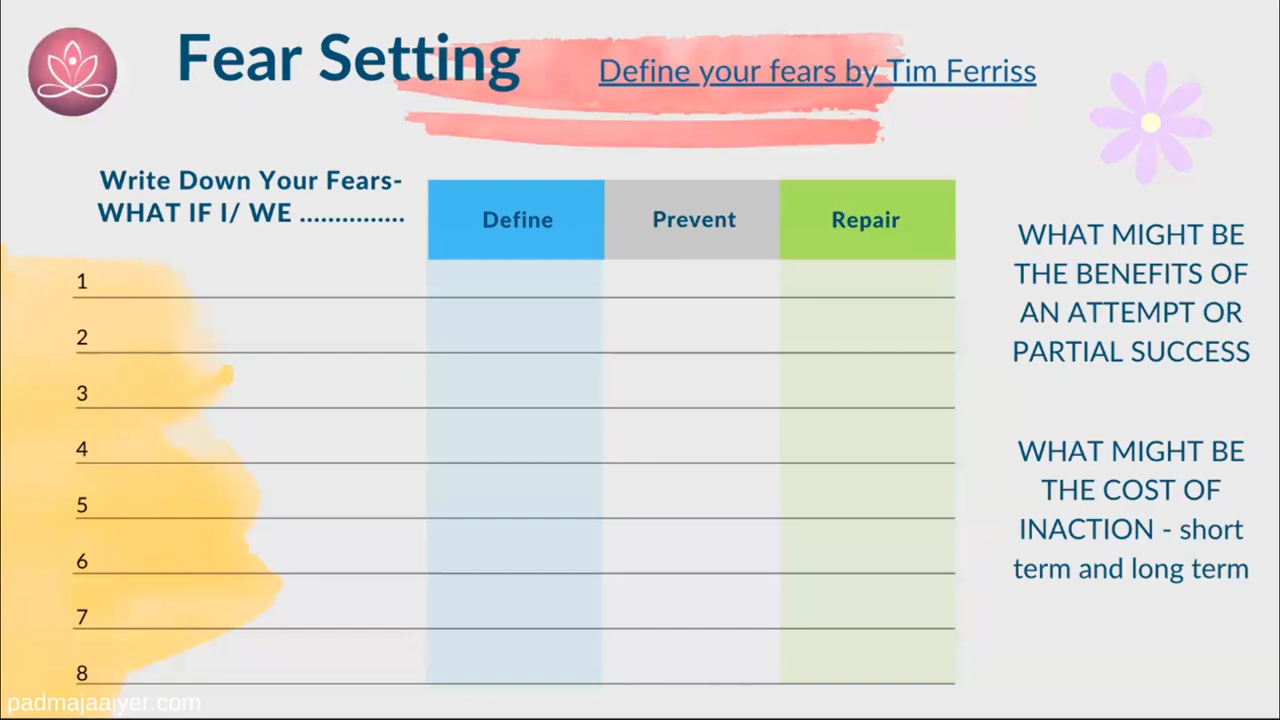 Fear Setting
Define your fears by Tim Ferriss
Write Down Your Fears-
WHAT IF I/ WE ...............
Define
Prevent
Repair
1
2
3
4
5
6
7
8
WHAT MIGHT BE
THE BENEFITS OF
AN ATTEMPT OR
PARTIAL SUCCESS
WHAT MIGHT BE
THE COST OF
INACTION - short
term and long term
padmajaaiyer.com